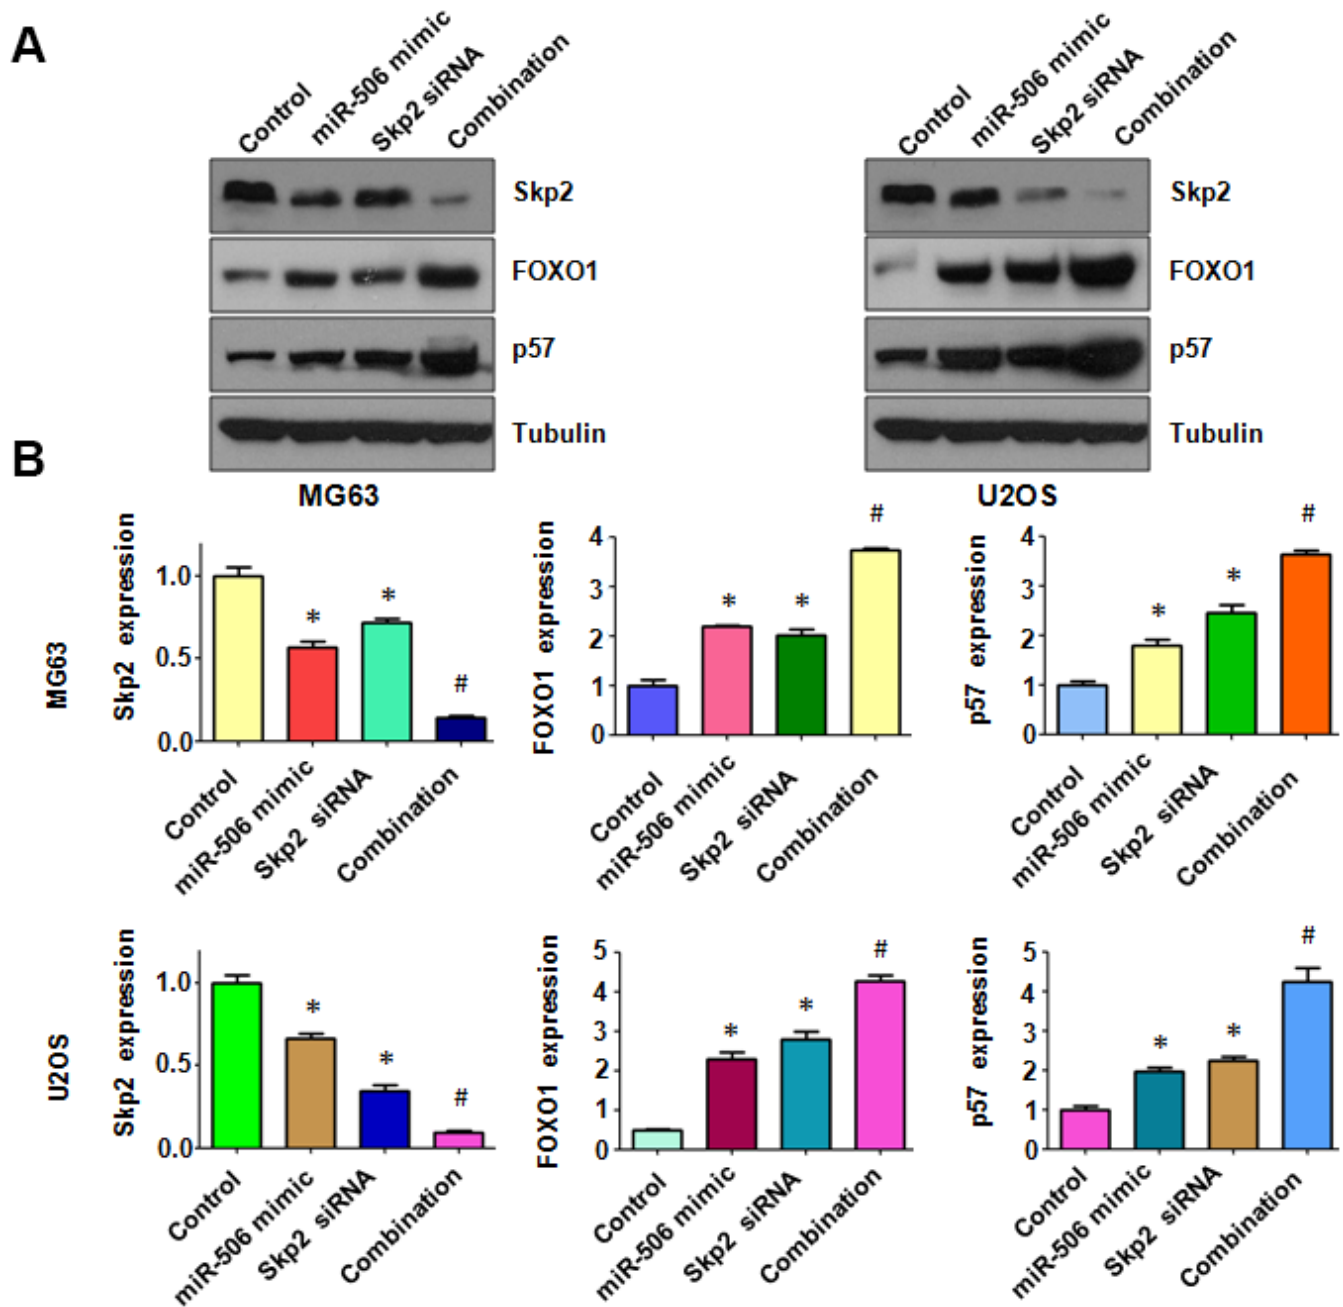 A
Control
miR-506 mimic
Skp2 siRNA
Combination
Control
miR-506 mimic
Skp2 siRNA
Combination
Skp2
Skp2
FOXO1
FOXO1
p57
p57
Tubulin
Tubulin
MG63
U2OS
B
MG63
Skp2 expression
1.0
0.5
0.0
*
*
#
Control
miR-506 mimic
Skp2 siRNA
Combination
FOXO1 expression
4
3
2
1
0
*
*
#
Control
miR-506 mimic
Skp2 siRNA
Combination
p57 expression
4
3
2
1
0
*
*
#
Control
miR-506 mimic
Skp2 siRNA
Combination
U2OS
Skp2 expression
1.0
0.5
0.0
*
*
#
Control
miR-506 mimic
Skp2 siRNA
Combination
FOXO1 expression
5
4
3
2
1
0
*
*
#
Control
miR-506 mimic
Skp2 siRNA
Combination
p57 expression
5
4
3
2
1
0
*
*
#
Control
miR-506 mimic
Skp2 siRNA
Combination